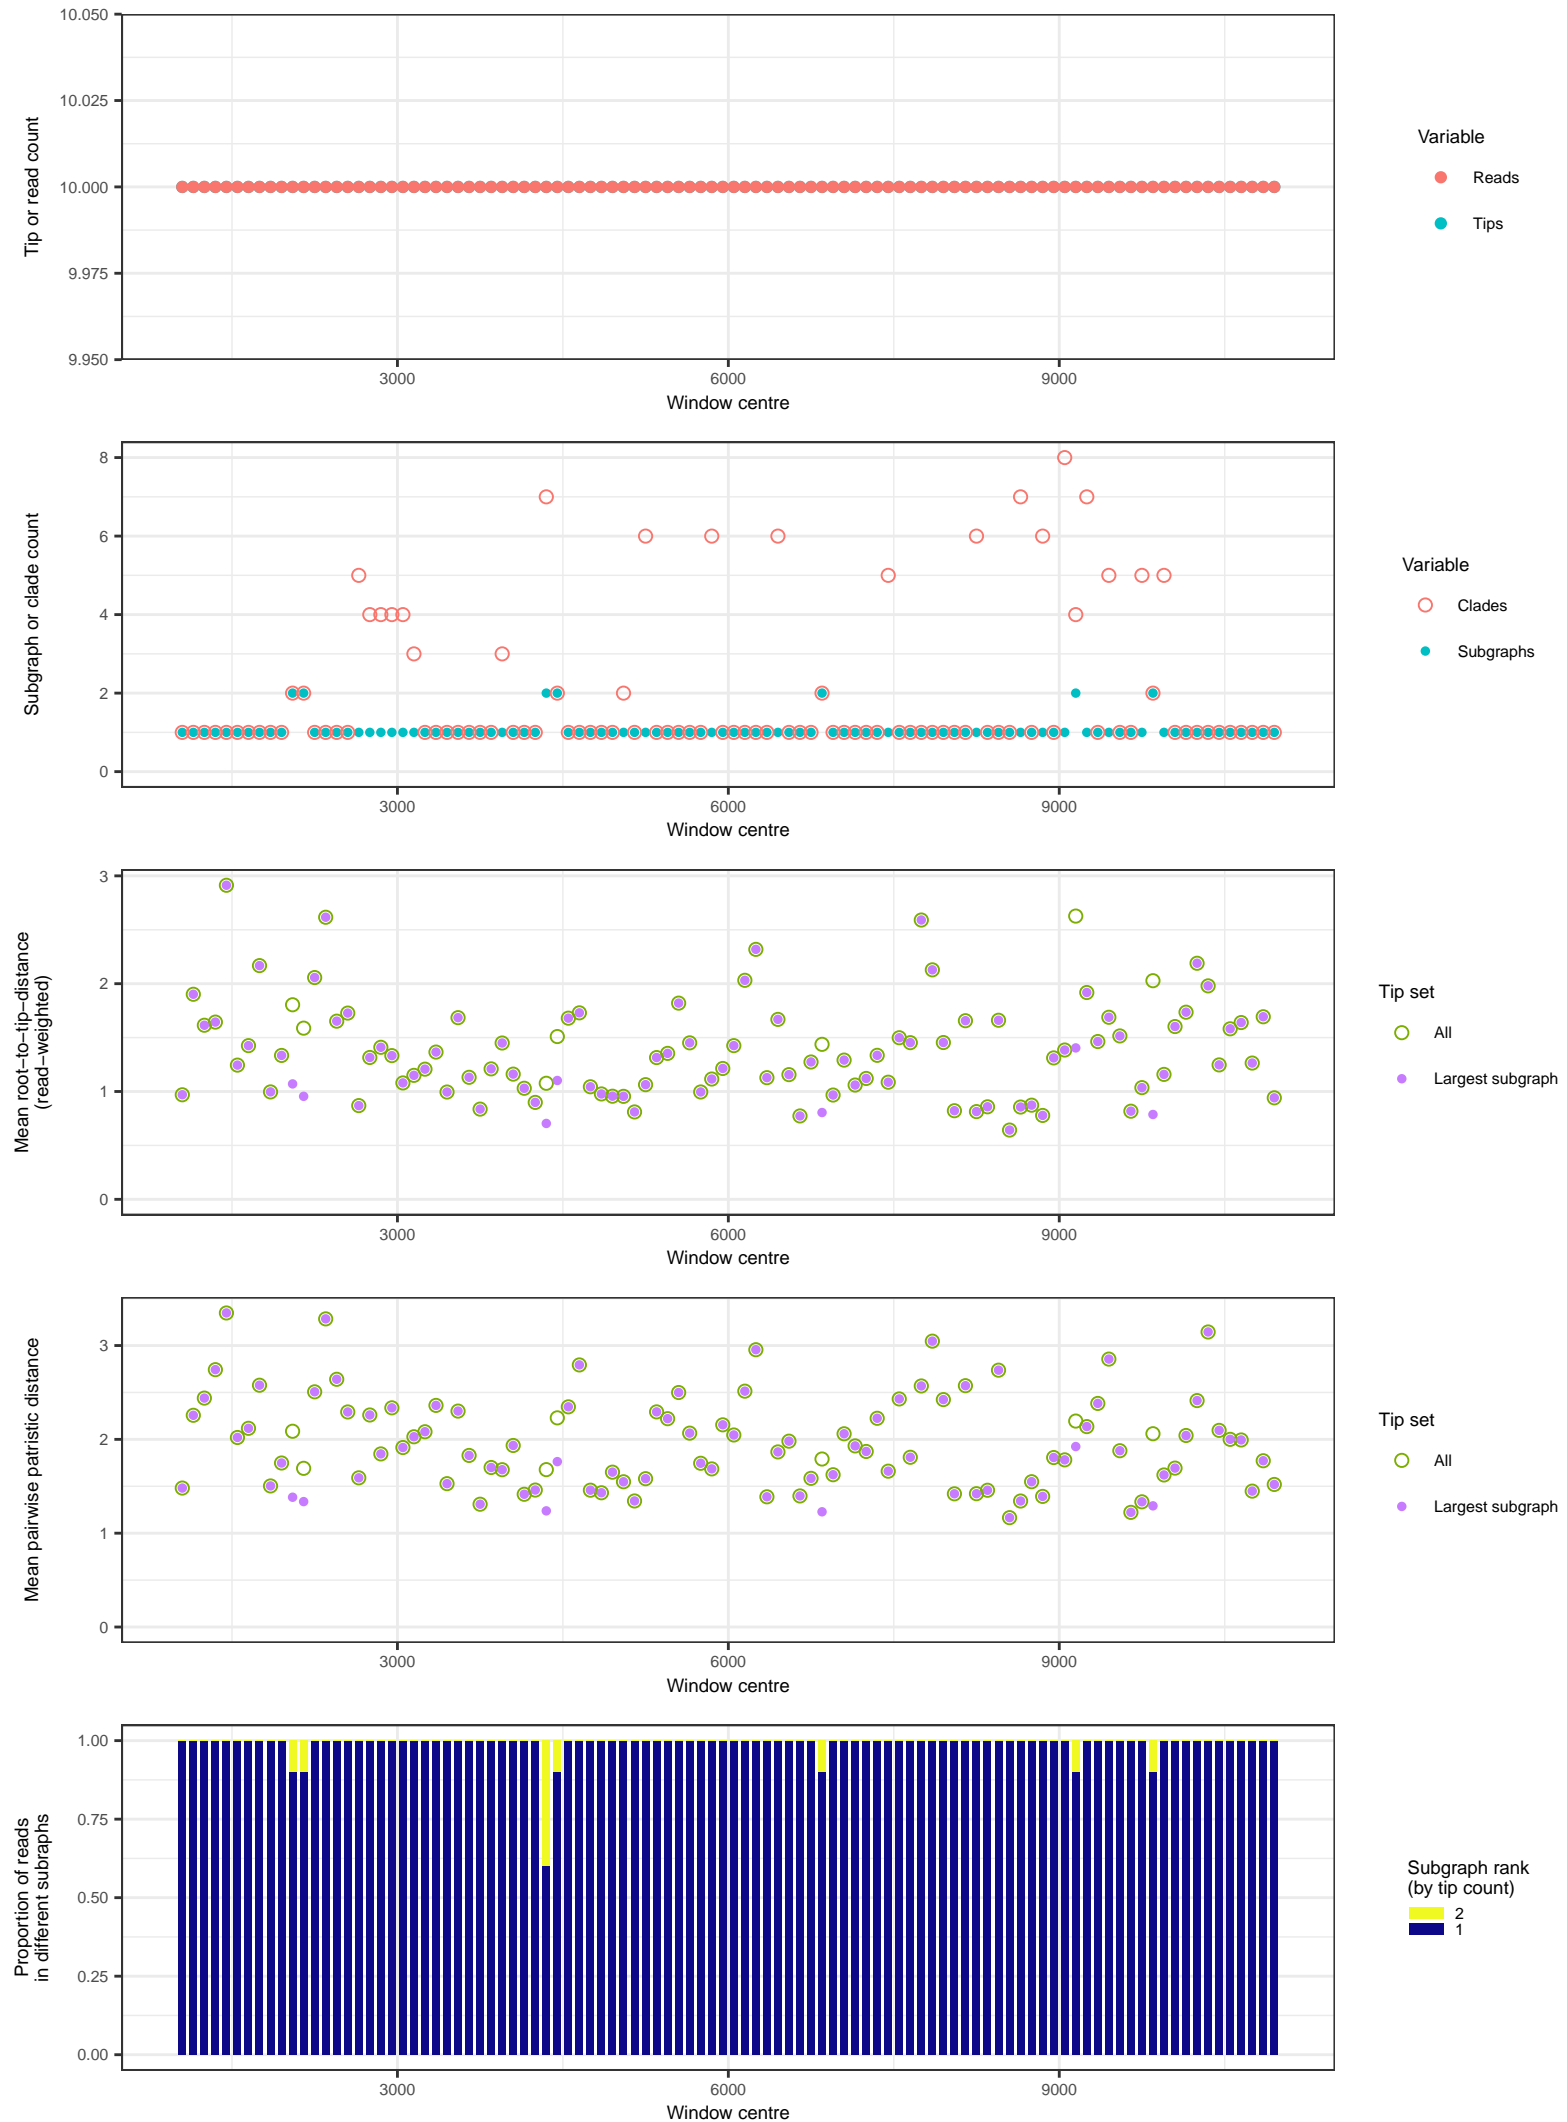 10.050
10.025
10.000
9.975
9.950
Tip or read count
3000
6000
9000
Window centre
Variable
Reads
Tips
8
6
4
2
0
Subgraph or clade count
3000
6000
9000
Window centre
Variable
Clades
Subgraphs
3
2
1
0
Mean root−to−tip−distance
(read−weighted)
3000
6000
9000
Window centre
Tip set
All
Largest subgraph
3
2
1
0
Mean pairwise patristic distance
3000
6000
9000
Window centre
Tip set
All
Largest subgraph
1.00
0.75
0.50
0.25
0.00
Proportion of reads
in different subraphs
3000
6000
9000
Window centre
Subgraph rank
(by tip count)
2
1